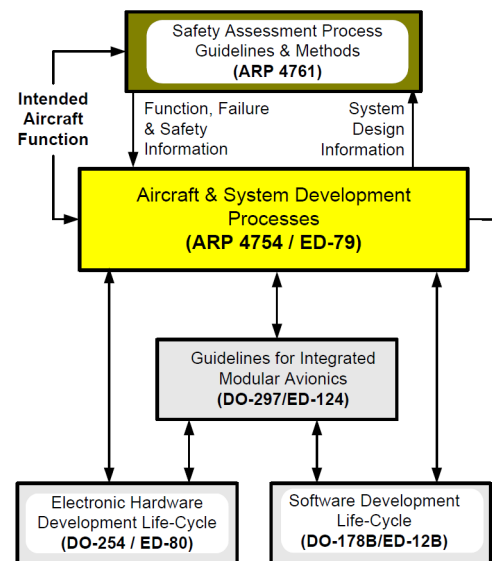 Safety Assessment Process
Guidelines & Methods
(ARP 4761)
Intended
Aircraft
Function
Function, Failure
& Safety
Information
System
Design
Information
Aircraft & System Development
Processes
(ARP 4754 / ED-79)
Guidelines for Integrated
Modular Avionics
(DO-297/ED-124)
Electronic Hardware
Development Life-Cycle
(DO-254 / ED-80)
Software Development
Life-Cycle
(DO-178B/ED-12B)